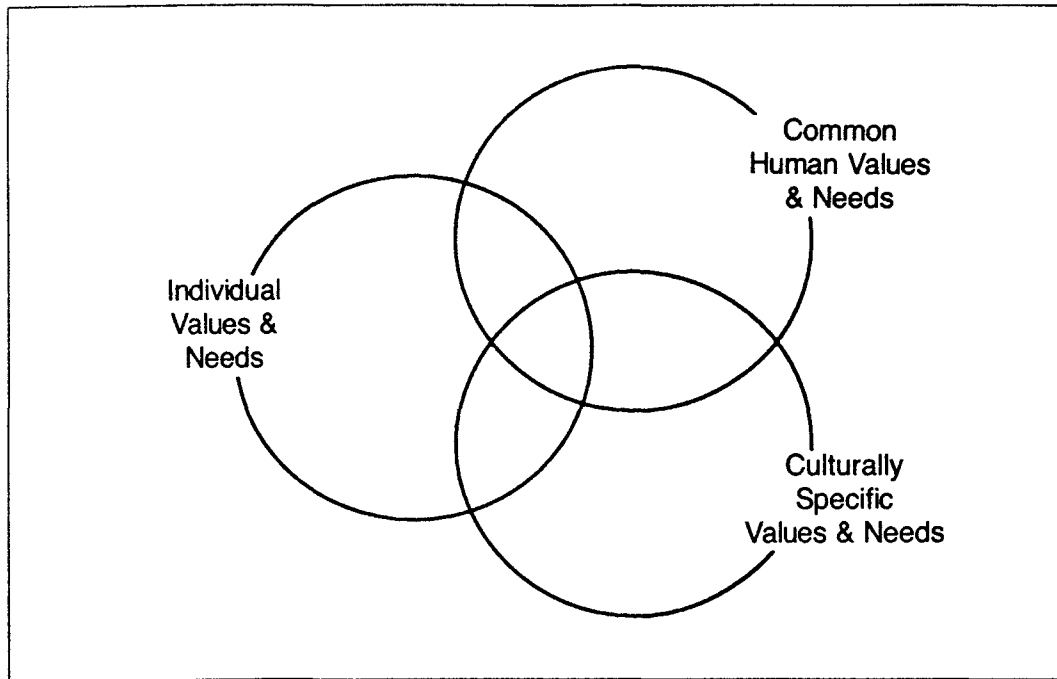 Common
Human Values
& Needs
Individual
Values &
Needs
Culturally
Specific
Values & Needs